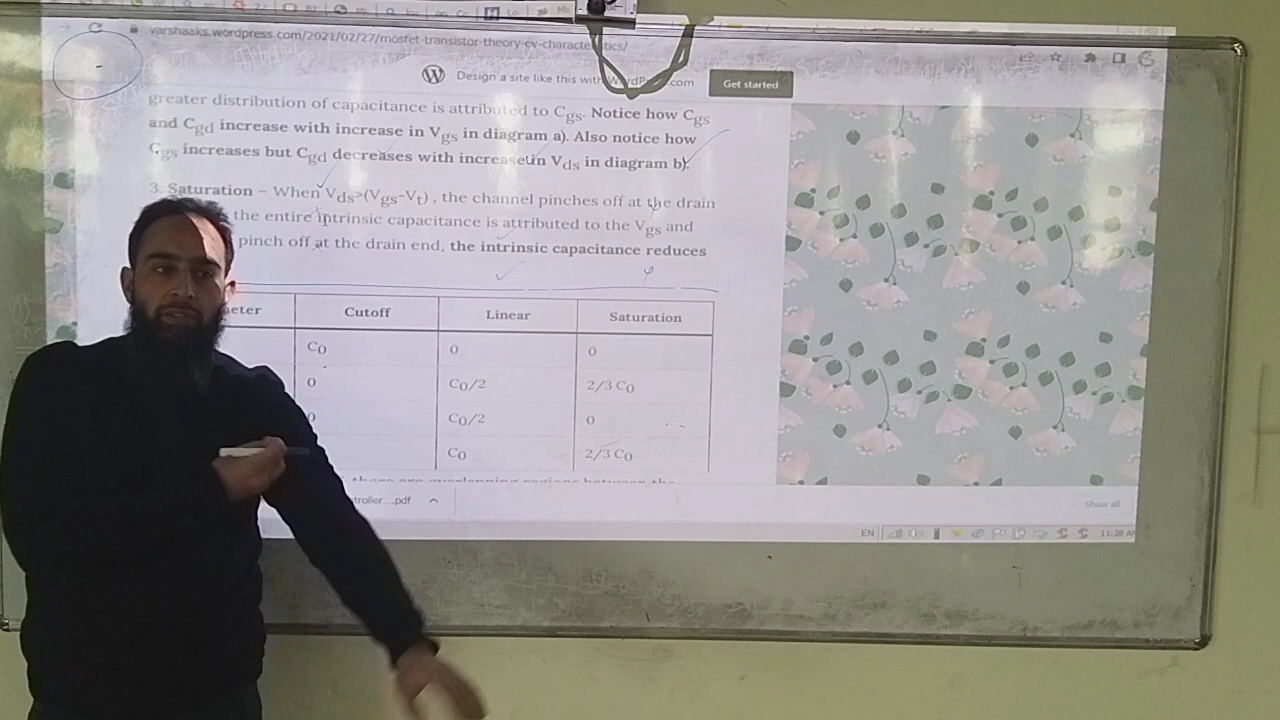 varshaaks.wordpress.com/2021/02/27/mosfet-transistor-theory-cv-characteristics/
Design a site like this with WordPress.com
Get started
greater distribution of capacitance is attributed to Cgs. Notice how Cgs
and Cgd increase with increase in Vgs in diagram a). Also notice how
Cgs increases but Cgd decreases with increase in Vds in diagram b).
3. Saturation – When Vds>(Vgs-Vt) , the channel pinches off at the drain
the entire intrinsic capacitance is attributed to the Vgs and
pinch off at the drain end, the intrinsic capacitance reduces
eter Cutoff Linear Saturation
C0 0 0
0 C0/2 2/3 C0
0 C0/2 0
C0 2/3 C0
troller....pdf
Show all
EN
11:20 AM